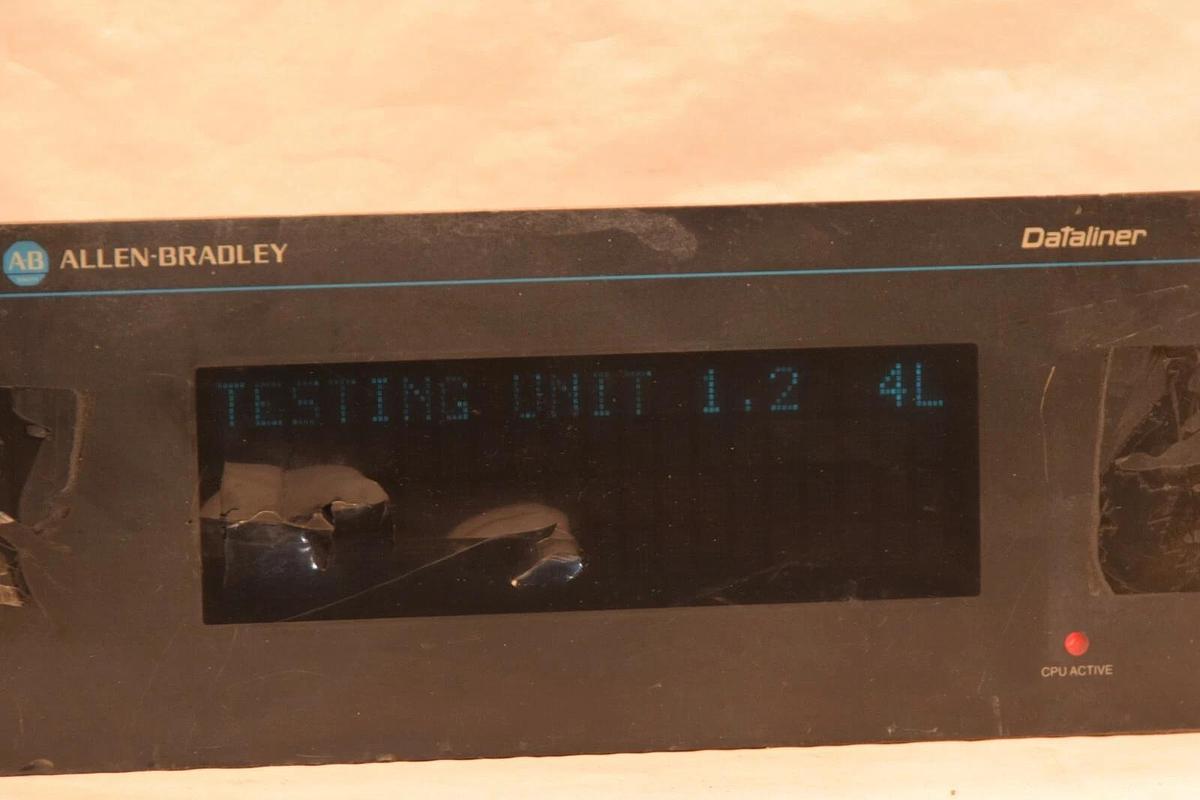 AB ALLEN-BRADLEY
Dataliner
TESTING UNIT 1.2 4L
CPU ACTIVE